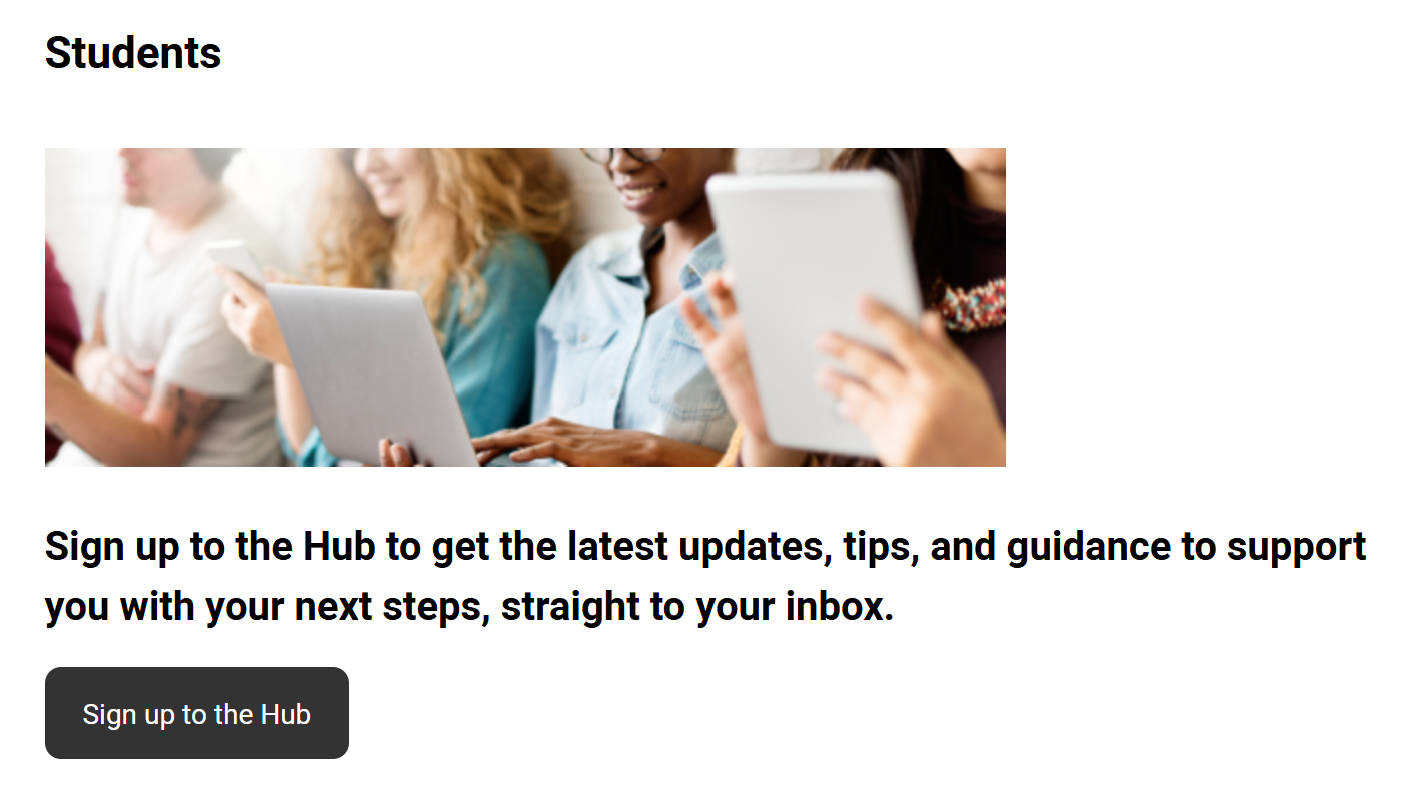 Students
Sign up to the Hub to get the latest updates, tips, and guidance to support
you with your next steps, straight to your inbox.
Sign up to the Hub